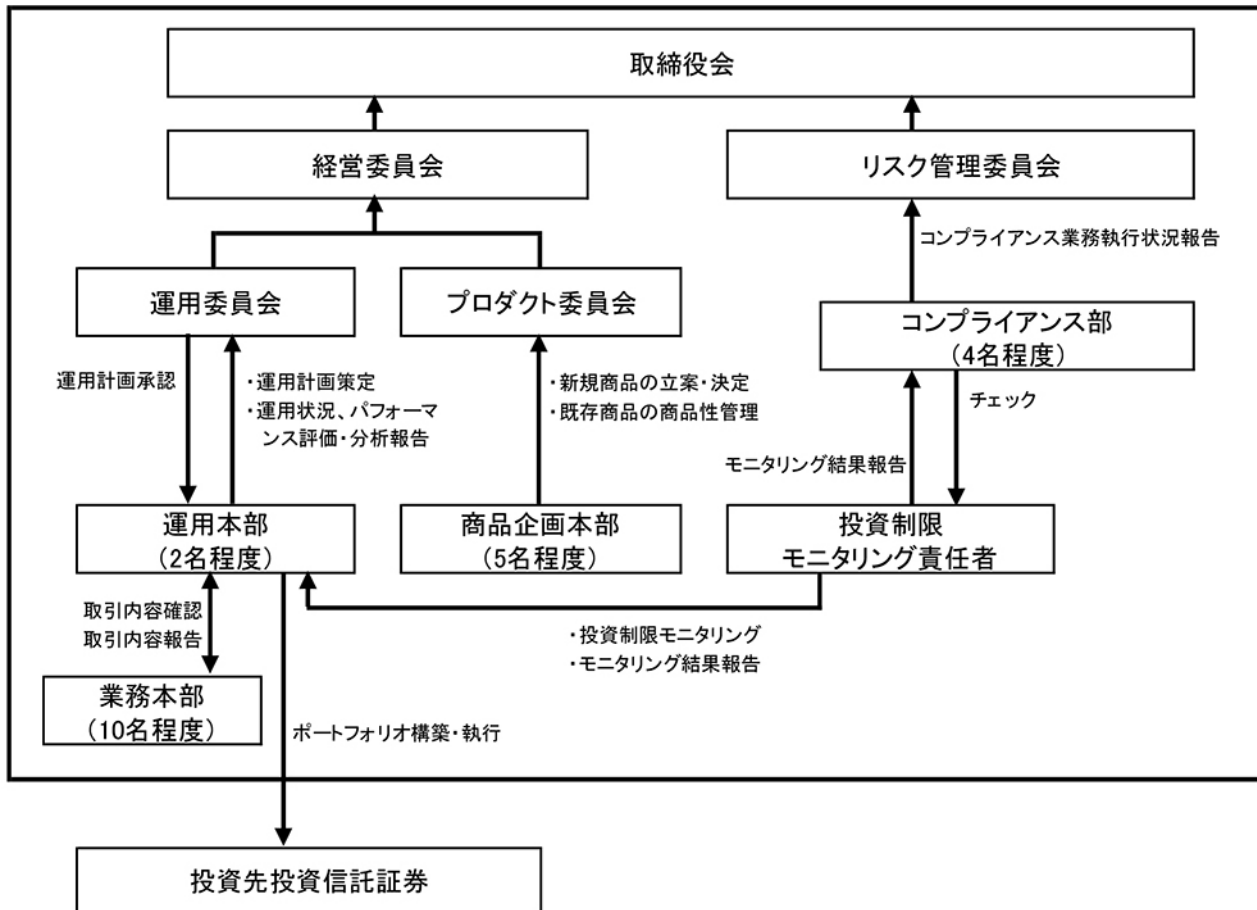 取締役会
経営委員会
リスク管理委員会
コンプライアンス業務執行状況報告
運用委員会
プロダクト委員会
コンプライアンス部
(4名程度)
運用計画承認
・運用計画策定
・運用状況、パフォーマ
ンス評価・分析報告
・新規商品の立案・決定
・既存商品の商品性管理
チェック
モニタリング結果報告
運用本部
(2名程度)
商品企画本部
(5名程度)
投資制限
モニタリング責任者
取引内容確認
取引内容報告
・投資制限モニタリング
・モニタリング結果報告
業務本部
(10名程度)
ポートフォリオ構築・執行
投資先投資信託証券